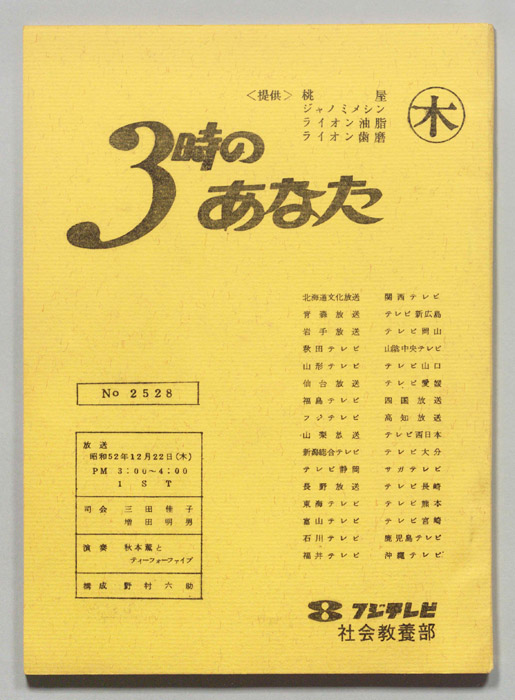 <提供> 桃屋
ジャノミメシン
ライオン油脂
ライオン歯磨
木
3時の
あなた
北海道文化放送 関西テレビ
青森放送 テレビ新広島
岩手放送 テレビ岡山
秋田テレビ 山陰中央テレビ
山形テレビ テレビ山口
仙台放送 テレビ愛媛
福島テレビ 四国放送
フジテレビ 高知放送
山梨放送 テレビ西日本
新潟総合テレビ テレビ大分
テレビ静岡 サガテレビ
長野放送 テレビ長崎
東海テレビ テレビ熊本
富山テレビ テレビ宮崎
石川テレビ 鹿児島テレビ
福井テレビ 沖縄テレビ
No 2528
放送
昭和52年12月22日(木)
PM 3:00~4:00
1 S T
司会 三田佳子
増田明男
演奏 秋本薫と
ティーフォーファイブ
構成 野村六助
8 フジテレビ
社会教養部